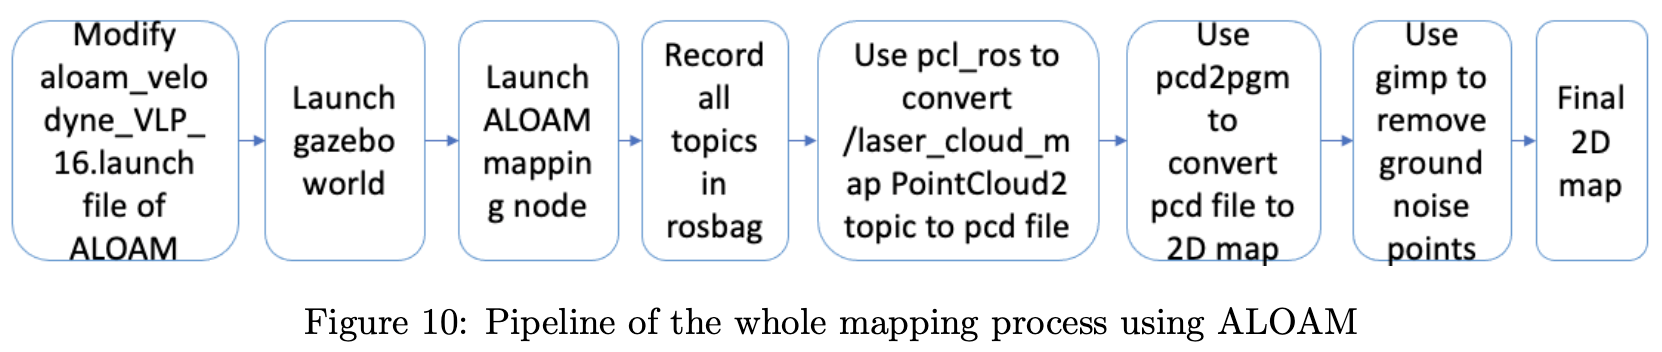 Modify
aloam_velo
dyne_VLP_
16.launch
file of
ALOAM
Launch
gazebo
world
Launch
ALOAM
mappin
g node
Record
all
topics
in
rosbag
Use pcl_ros to
convert
/laser_cloud_m
ap PointCloud2
topic to pcd file
Use
pcd2pgm
to
convert
pcd file to
2D map
Use
gimp to
remove
ground
noise
points
Final
2D
map
Figure 10: Pipeline of the whole mapping process using ALOAM